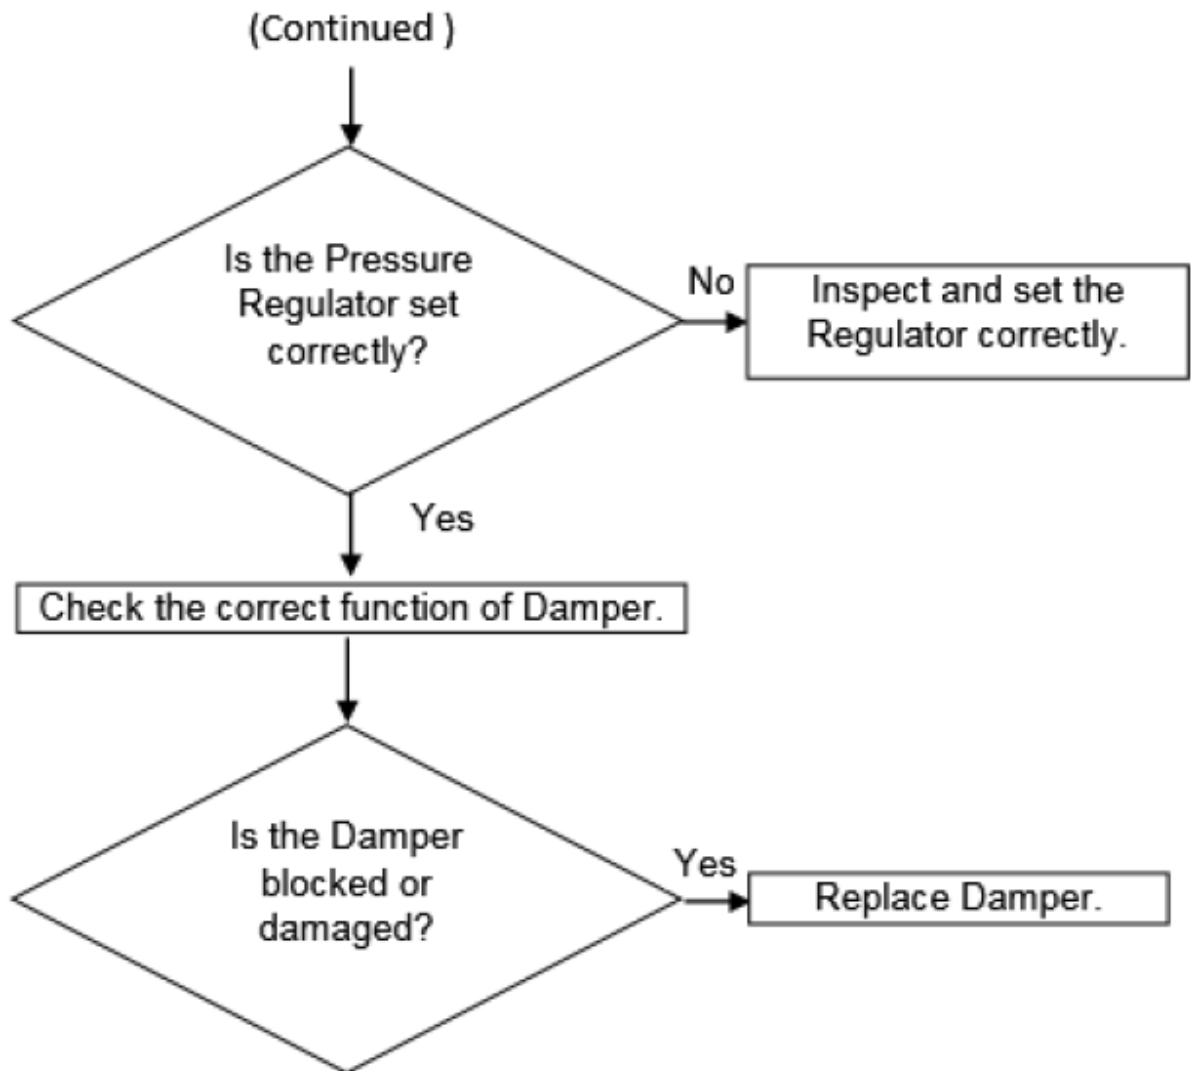 (Continued )
Is the Pressure
Regulator set
correctly?
No
Inspect and set the
Regulator correctly.
Yes
Check the correct function of Damper.
Is the Damper
blocked or
damaged?
Yes
Replace Damper.